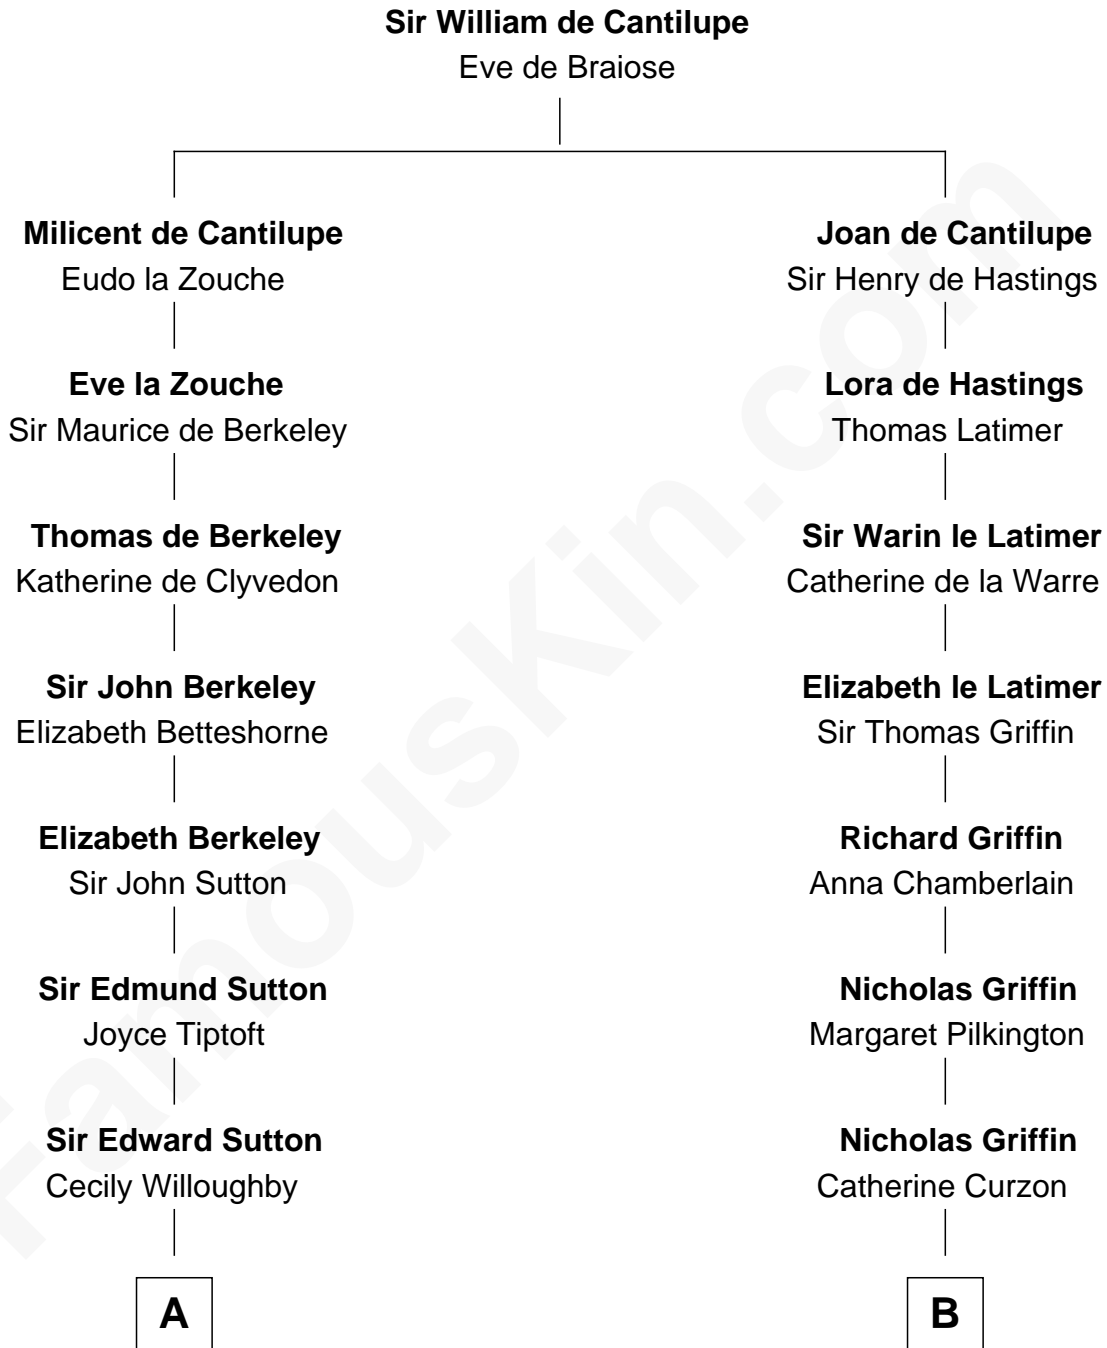 Sir William de Cantilupe
Eve de Braiose
Milicent de Cantilupe
Eudo la Zouche
Joan de Cantilupe
Sir Henry de Hastings
Eve la Zouche
Sir Maurice de Berkeley
Lora de Hastings
Thomas Latimer
Thomas de Berkeley
Katherine de Clyvedon
Sir Warin le Latimer
Catherine de la Warre
Sir John Berkeley
Elizabeth Betteshorne
Elizabeth le Latimer
Sir Thomas Griffin
Elizabeth Berkeley
Sir John Sutton
Richard Griffin
Anna Chamberlain
Sir Edmund Sutton
Joyce Tiptoft
Nicholas Griffin
Margaret Pilkington
Sir Edward Sutton
Cecily Willoughby
Nicholas Griffin
Catherine Curzon
A
B
FamousKin.com